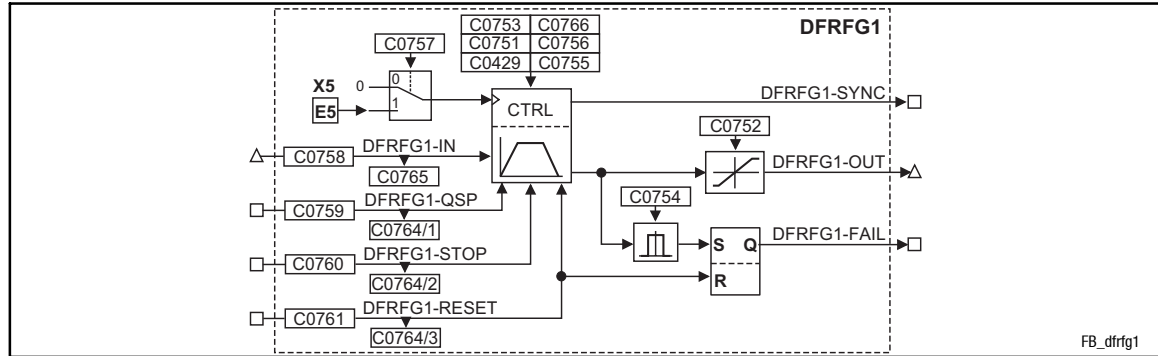 C0753 C0766
DFRFG1
C0757
C0751 C0756
C0429 C0755
X5 0 0
E5 1
CTRL
DFRFG1-SYNC
C0752
C0758 DFRFG1-IN
C0765
DFRFG1-OUT
C0759 DFRFG1-QSP
C0754
C0764/1
S Q DFRFG1-FAIL
C0760 DFRFG1-STOP
C0764/2
R
C0761 DFRFG1-RESET
C0764/3
FB_dfrfg1